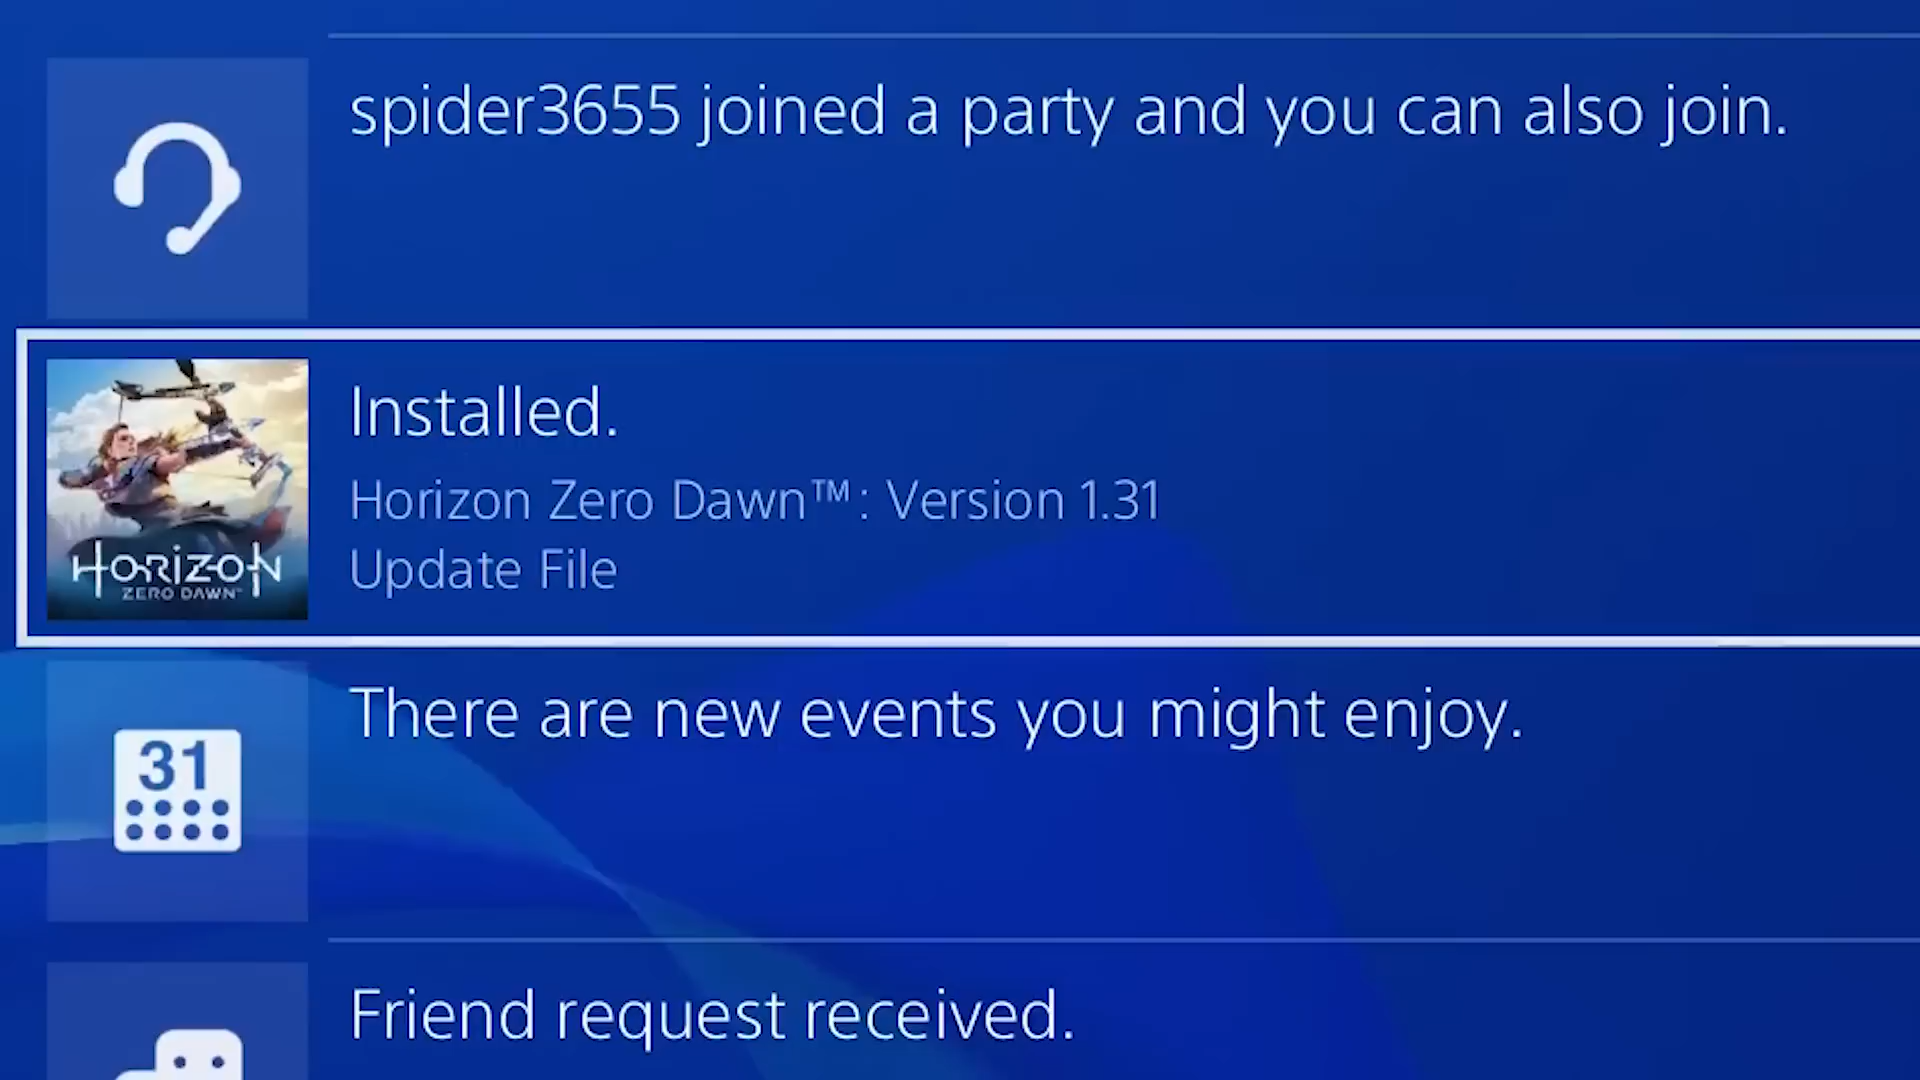 spider3655 joined a party and you can also join.
Installed.
Horizon Zero Dawn™: Version 1.31
Update File
HORIZON
ZERO DAWN™
There are new events you might enjoy.
31
Friend request received.